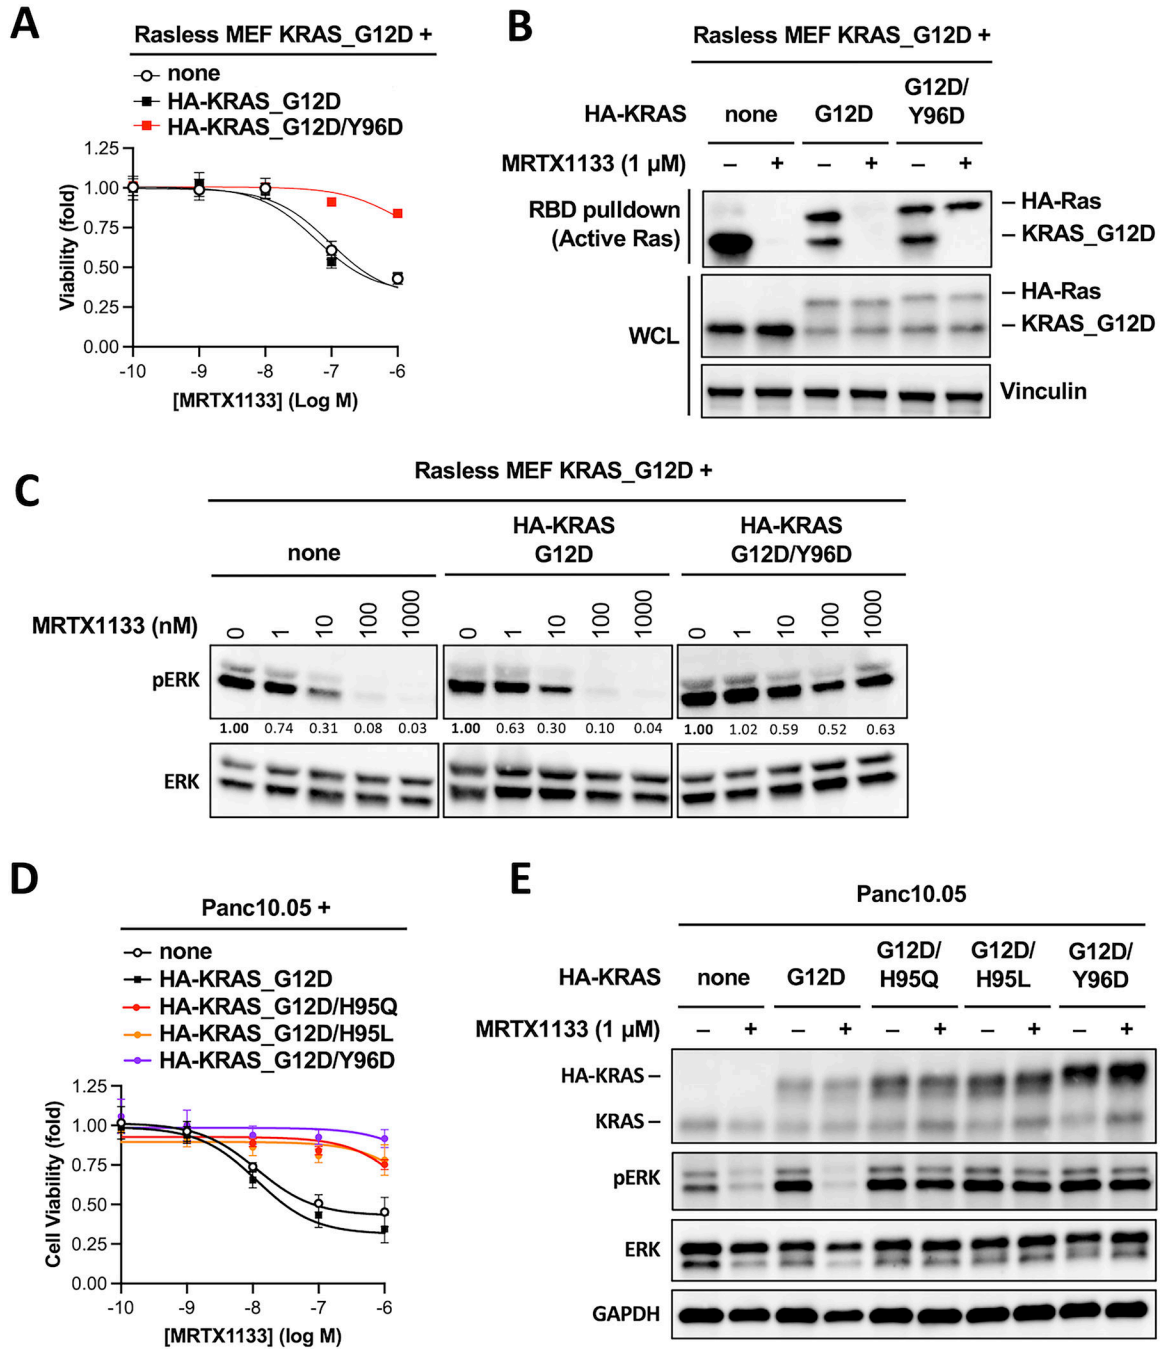 A
Rasless MEF KRAS_G12D +
none
HA-KRAS_G12D
HA-KRAS_G12D/Y96D
1.25
1.00
0.75
0.50
0.25
0.00
Viability (fold)
-10 -9 -8 -7 -6
[MRTX1133] (Log M)
B
Rasless MEF KRAS_G12D +
HA-KRAS none G12D G12D/
Y96D
MRTX1133 (1 µM) – + – + – +
RBD pulldown
(Active Ras)
– HA-Ras
– KRAS_G12D
WCL
– HA-Ras
– KRAS_G12D
Vinculin
C
Rasless MEF KRAS_G12D +
none
HA-KRAS
G12D
HA-KRAS
G12D/Y96D
MRTX1133 (nM) 0 1 10 100 1000 0 1 10 100 1000 0 1 10 100 1000
pERK
1.00 0.74 0.31 0.08 0.03 1.00 0.63 0.30 0.10 0.04 1.00 1.02 0.59 0.52 0.63
ERK
D
Panc10.05 +
none
HA-KRAS_G12D
HA-KRAS_G12D/H95Q
HA-KRAS_G12D/H95L
HA-KRAS_G12D/Y96D
1.25
1.00
0.75
0.50
0.25
0.00
Cell Viability (fold)
-10 -9 -8 -7 -6
[MRTX1133] (log M)
E
Panc10.05
HA-KRAS none G12D G12D/
H95Q G12D/
H95L G12D/
Y96D
MRTX1133 (1 µM) – + – + – + – + – +
HA-KRAS –
KRAS –
pERK
ERK
GAPDH